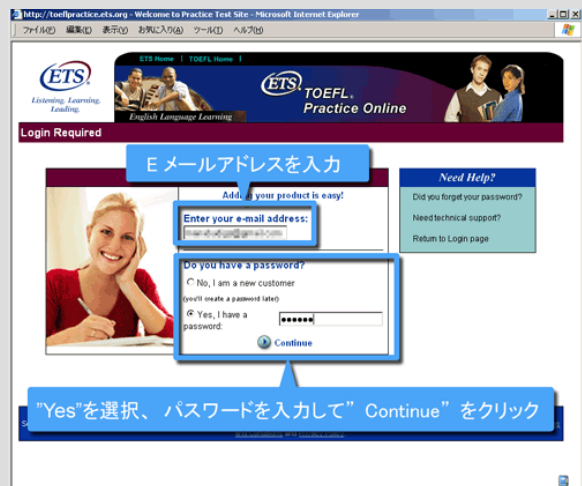 http://toeflpractice.ets.org - Welcome to Practice Test Site - Microsoft Internet Explorer
ファイル(F) 編集(E) 表示(V) お気に入り(A) ツール(T) ヘルプ(H)
ETS Home | TOEFL Home |
ETS
Listening. Learning.
Leading.
English Language Learning
ETS TOEFL.
Practice Online
Login Required
Eメールアドレスを入力
Need Help?
Adding your product is easy!
Did you forget your password?
Enter your e-mail address:
Need technical support?
Return to Login page
Do you have a password?
No, I am a new customer
(you'll create a password later)
Yes, I have a
password:
Continue
"Yes"を選択、パスワードを入力して” Continue” をクリック
and Privacy Policy.